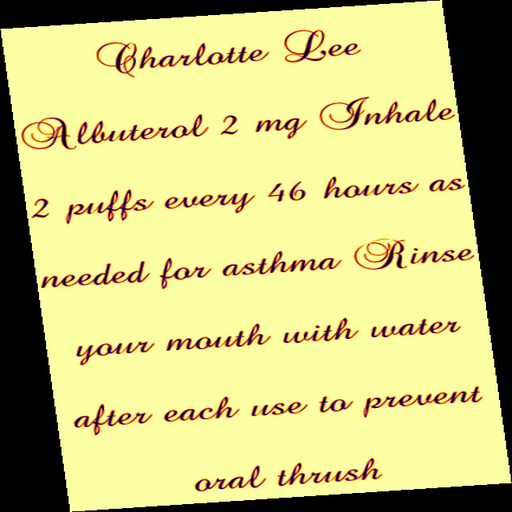 Charlotte Lee
Albuterol 2 mg Inhale
2 puffs every 46 hours as
needed for asthma Rinse
your mouth with water
after each use to prevent
oral thrush